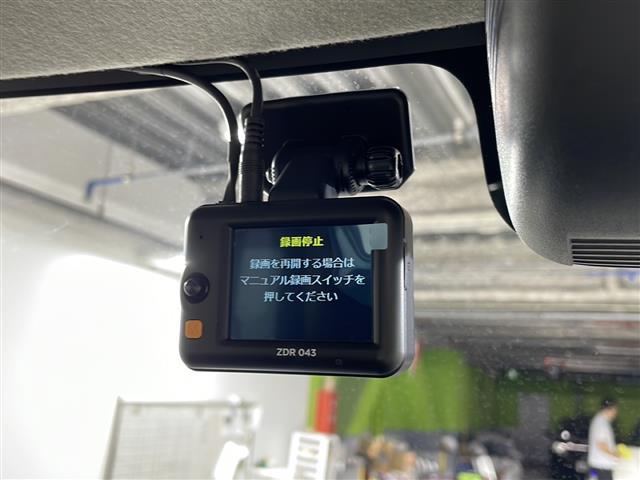 録画停止
録画を再開する場合は
マニュアル録画スイッチを
押してください
ZDR 043